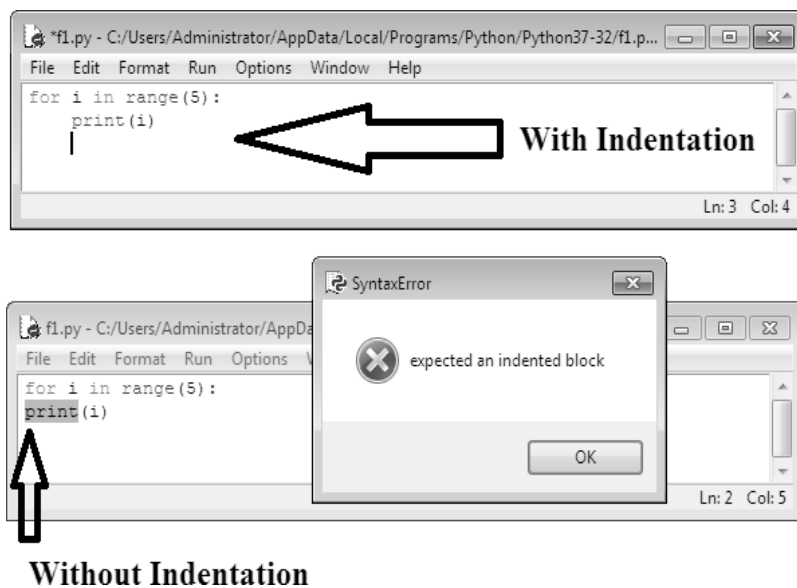 *f1.py - C:/Users/Administrator/AppData/Local/Programs/Python/Python37-32/f1.p...
File Edit Format Run Options Window Help
for i in range(5):
print(i)
With Indentation
Ln: 3 Col: 4
SyntaxError
f1.py - C:/Users/Administrator/AppDa
File Edit Format Run Options
expected an indented block
for i in range(5):
print(i)
OK
Ln: 2 Col: 5
Without Indentation